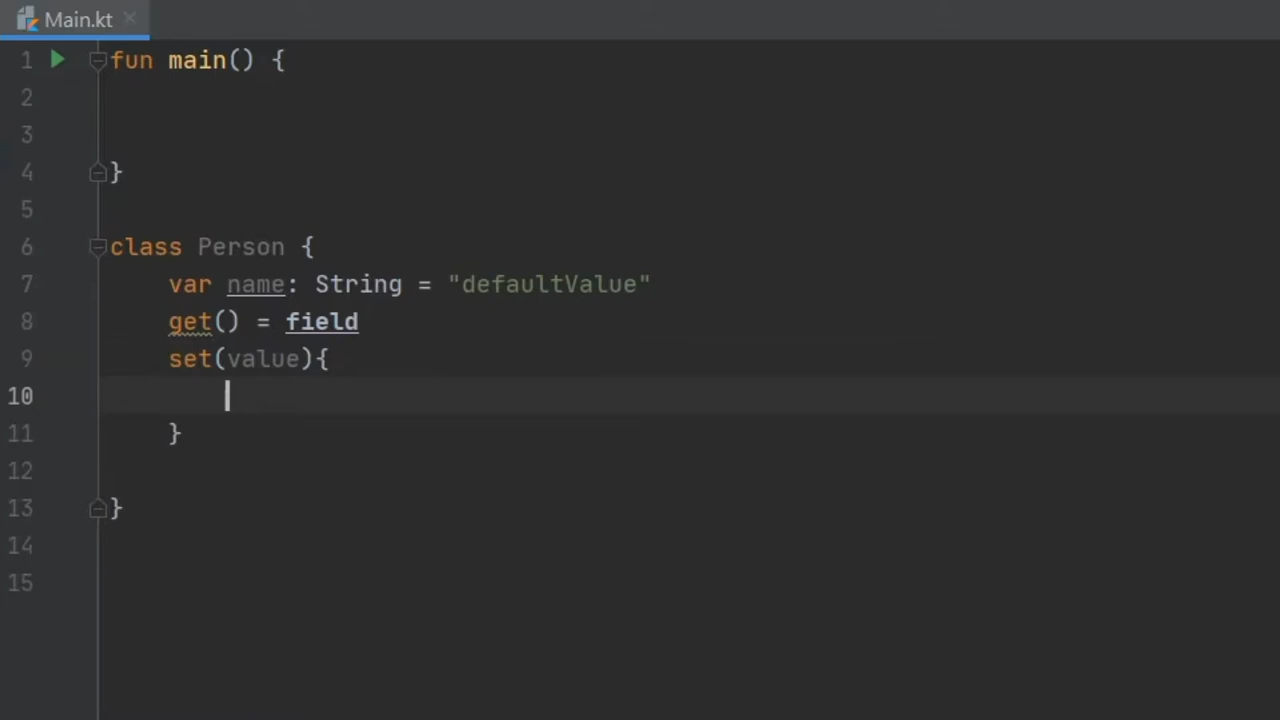 Main.kt
1 fun main() {
2
3
4 }
5
6 class Person {
7 var name: String = "defaultValue"
8 get() = field
9 set(value){
10
11 }
12
13 }
14
15